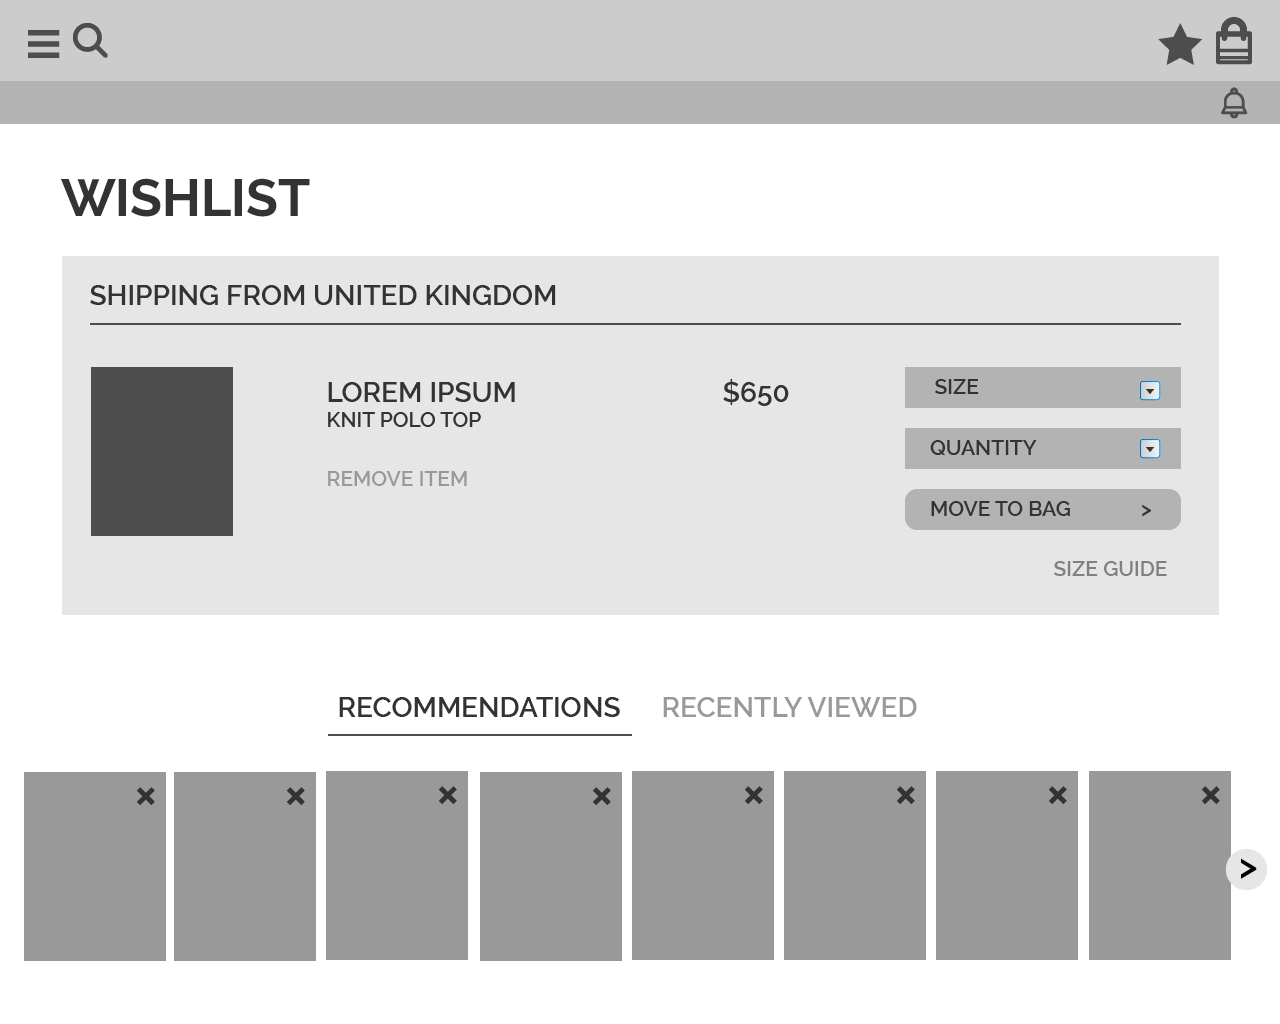 WISHLIST
SHIPPING FROM UNITED KINGDOM
LOREM IPSUM
KNIT POLO TOP
REMOVE ITEM
$650
SIZE
QUANTITY
MOVE TO BAG >
SIZE GUIDE
RECOMMENDATIONS
RECENTLY VIEWED
>